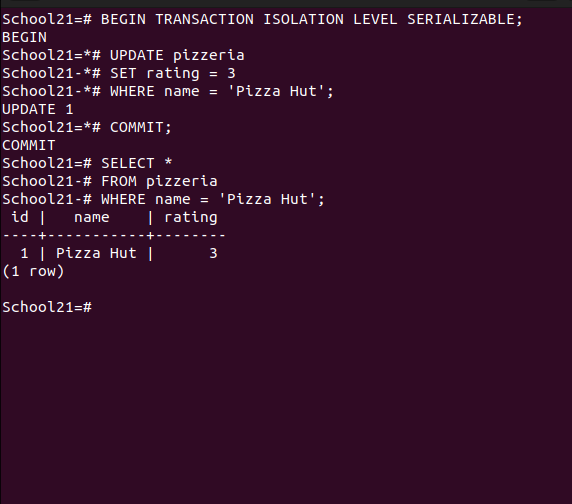 School21=# BEGIN TRANSACTION ISOLATION LEVEL SERIALIZABLE;
BEGIN
School21=*# UPDATE pizzeria
School21-*# SET rating = 3
School21-*# WHERE name = 'Pizza Hut';
UPDATE 1
School21=*# COMMIT;
COMMIT
School21=# SELECT *
School21-# FROM pizzeria
School21-# WHERE name = 'Pizza Hut';
 id |   name    | rating
----+-----------+--------
  1 | Pizza Hut |      3
(1 row)

School21=#